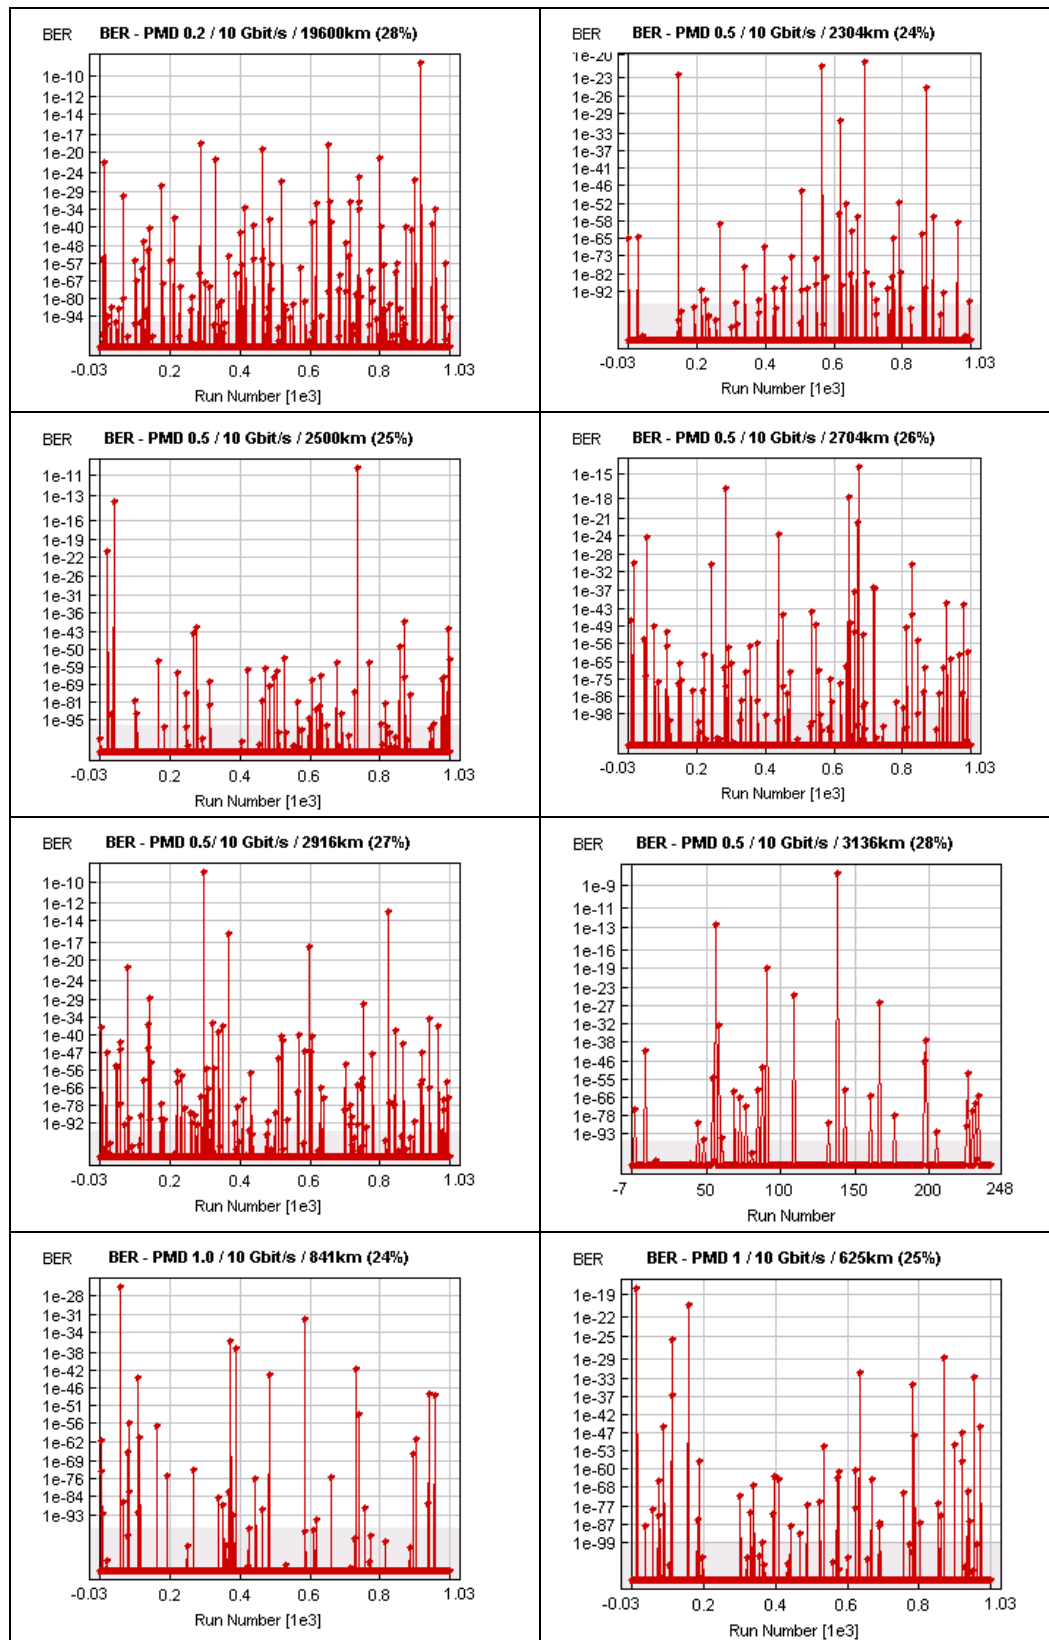 BER BER - PMD 0.2 / 10 Gbit/s / 19600km (28%)
1e-10
1e-12
1e-14
1e-17
1e-20
1e-24
1e-29
1e-34
1e-40
1e-48
1e-57
1e-67
1e-80
1e-94
-0.03 0.2 0.4 0.6 0.8 1.03
Run Number [1e3]
BER BER - PMD 0.5 / 10 Gbit/s / 2304km (24%)
1e-20
1e-23
1e-26
1e-29
1e-33
1e-37
1e-41
1e-46
1e-52
1e-58
1e-65
1e-73
1e-82
1e-92
-0.03 0.2 0.4 0.6 0.8 1.03
Run Number [1e3]
BER BER - PMD 0.5 / 10 Gbit/s / 2500km (25%)
1e-11
1e-13
1e-16
1e-19
1e-22
1e-26
1e-31
1e-36
1e-43
1e-50
1e-59
1e-69
1e-81
1e-95
-0.03 0.2 0.4 0.6 0.8 1.03
Run Number [1e3]
BER BER - PMD 0.5 / 10 Gbit/s / 2704km (26%)
1e-15
1e-18
1e-21
1e-24
1e-28
1e-32
1e-37
1e-43
1e-49
1e-56
1e-65
1e-75
1e-86
1e-98
-0.03 0.2 0.4 0.6 0.8 1.03
Run Number [1e3]
BER BER - PMD 0.5/ 10 Gbit/s / 2916km (27%)
1e-10
1e-12
1e-14
1e-17
1e-20
1e-24
1e-29
1e-34
1e-40
1e-47
1e-56
1e-66
1e-78
1e-92
-0.03 0.2 0.4 0.6 0.8 1.03
Run Number [1e3]
BER BER - PMD 0.5 / 10 Gbit/s / 3136km (28%)
1e-9
1e-11
1e-13
1e-16
1e-19
1e-23
1e-27
1e-32
1e-38
1e-46
1e-55
1e-66
1e-78
1e-93
-7 50 100 150 200 248
Run Number
BER BER - PMD 1.0 / 10 Gbit/s / 841km (24%)
1e-28
1e-31
1e-34
1e-38
1e-42
1e-46
1e-51
1e-56
1e-62
1e-69
1e-76
1e-84
1e-93
-0.03 0.2 0.4 0.6 0.8 1.03
Run Number [1e3]
BER BER - PMD 1 / 10 Gbit/s / 625km (25%)
1e-19
1e-22
1e-25
1e-29
1e-33
1e-37
1e-42
1e-47
1e-53
1e-60
1e-68
1e-77
1e-87
1e-99
-0.03 0.2 0.4 0.6 0.8 1.03
Run Number [1e3]